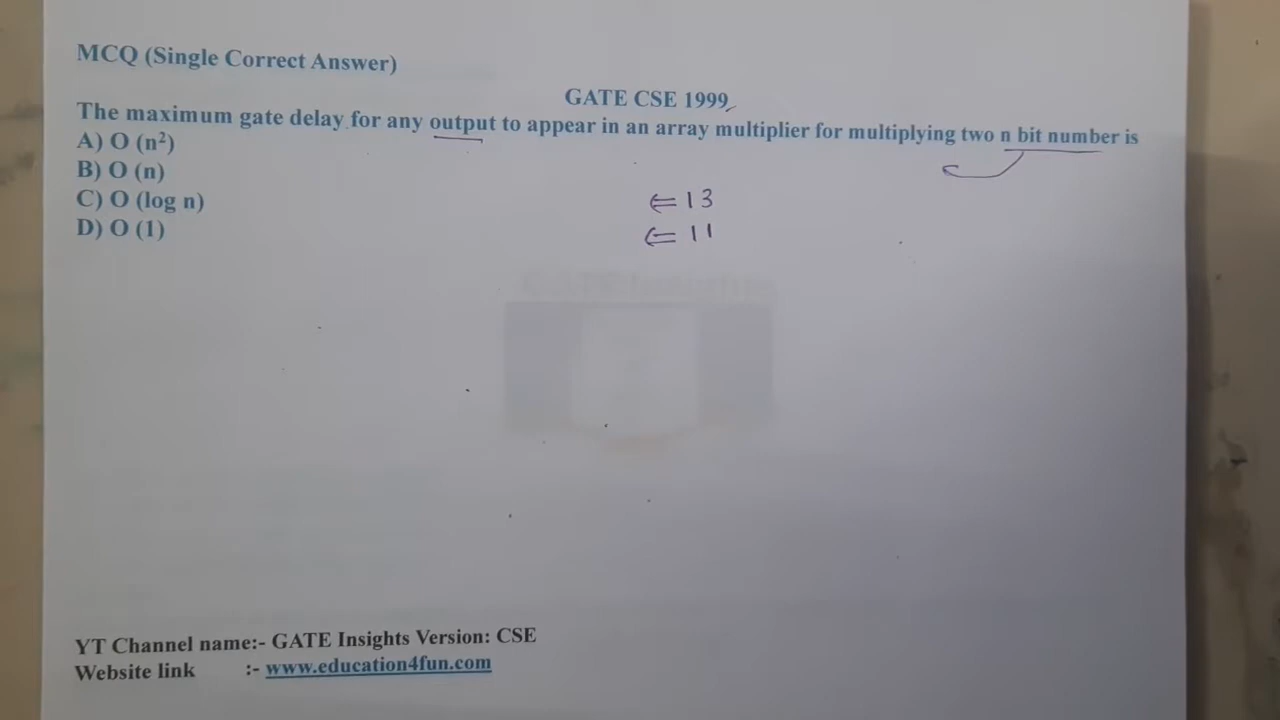 MCQ (Single Correct Answer)
GATE CSE 1999
The maximum gate delay for any output to appear in an array multiplier for multiplying two n bit number is
A) O (n²)
B) O (n)
C) O (log n)
D) O (1)
⇐ 13
⇐ 11
YT Channel name:- GATE Insights Version: CSE
Website link :- www.education4fun.com